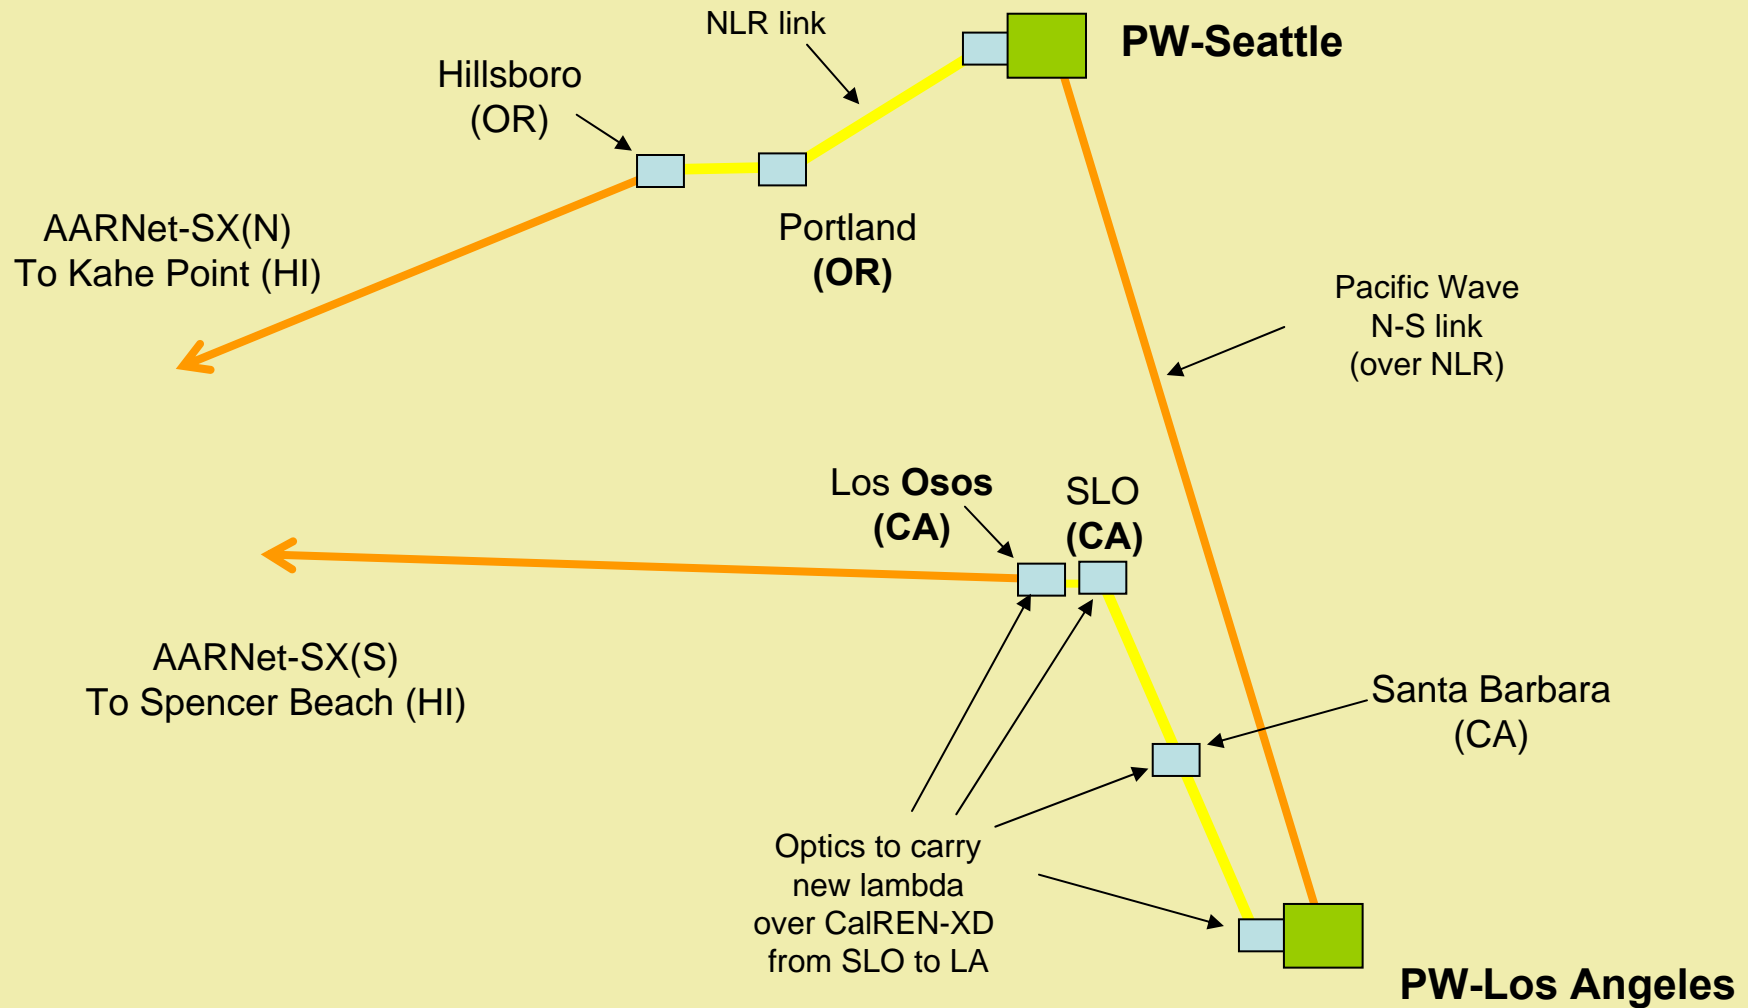 NLR link
PW-Seattle
Hillsboro
(OR)
AARNet-SX(N)
To Kahe Point (HI)
Portland
(OR)
Pacific Wave
N-S link
(over NLR)
Los Osos
(CA)
SLO
(CA)
AARNet-SX(S)
To Spencer Beach (HI)
Santa Barbara
(CA)
Optics to carry
new lambda
over CalREN-XD
from SLO to LA
PW-Los Angeles